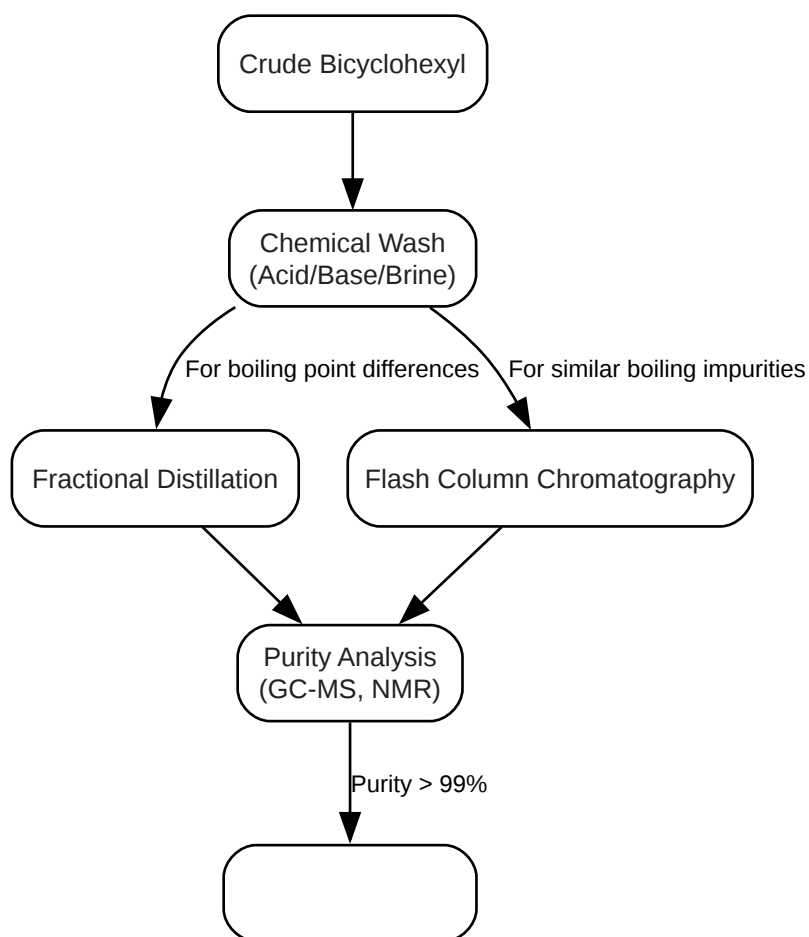 Crude Bicyclohexyl
Chemical Wash
(Acid/Base/Brine)
For boiling point differences
For similar boiling impurities
Fractional Distillation
Flash Column Chromatography
Purity Analysis
(GC-MS, NMR)
Purity > 99%